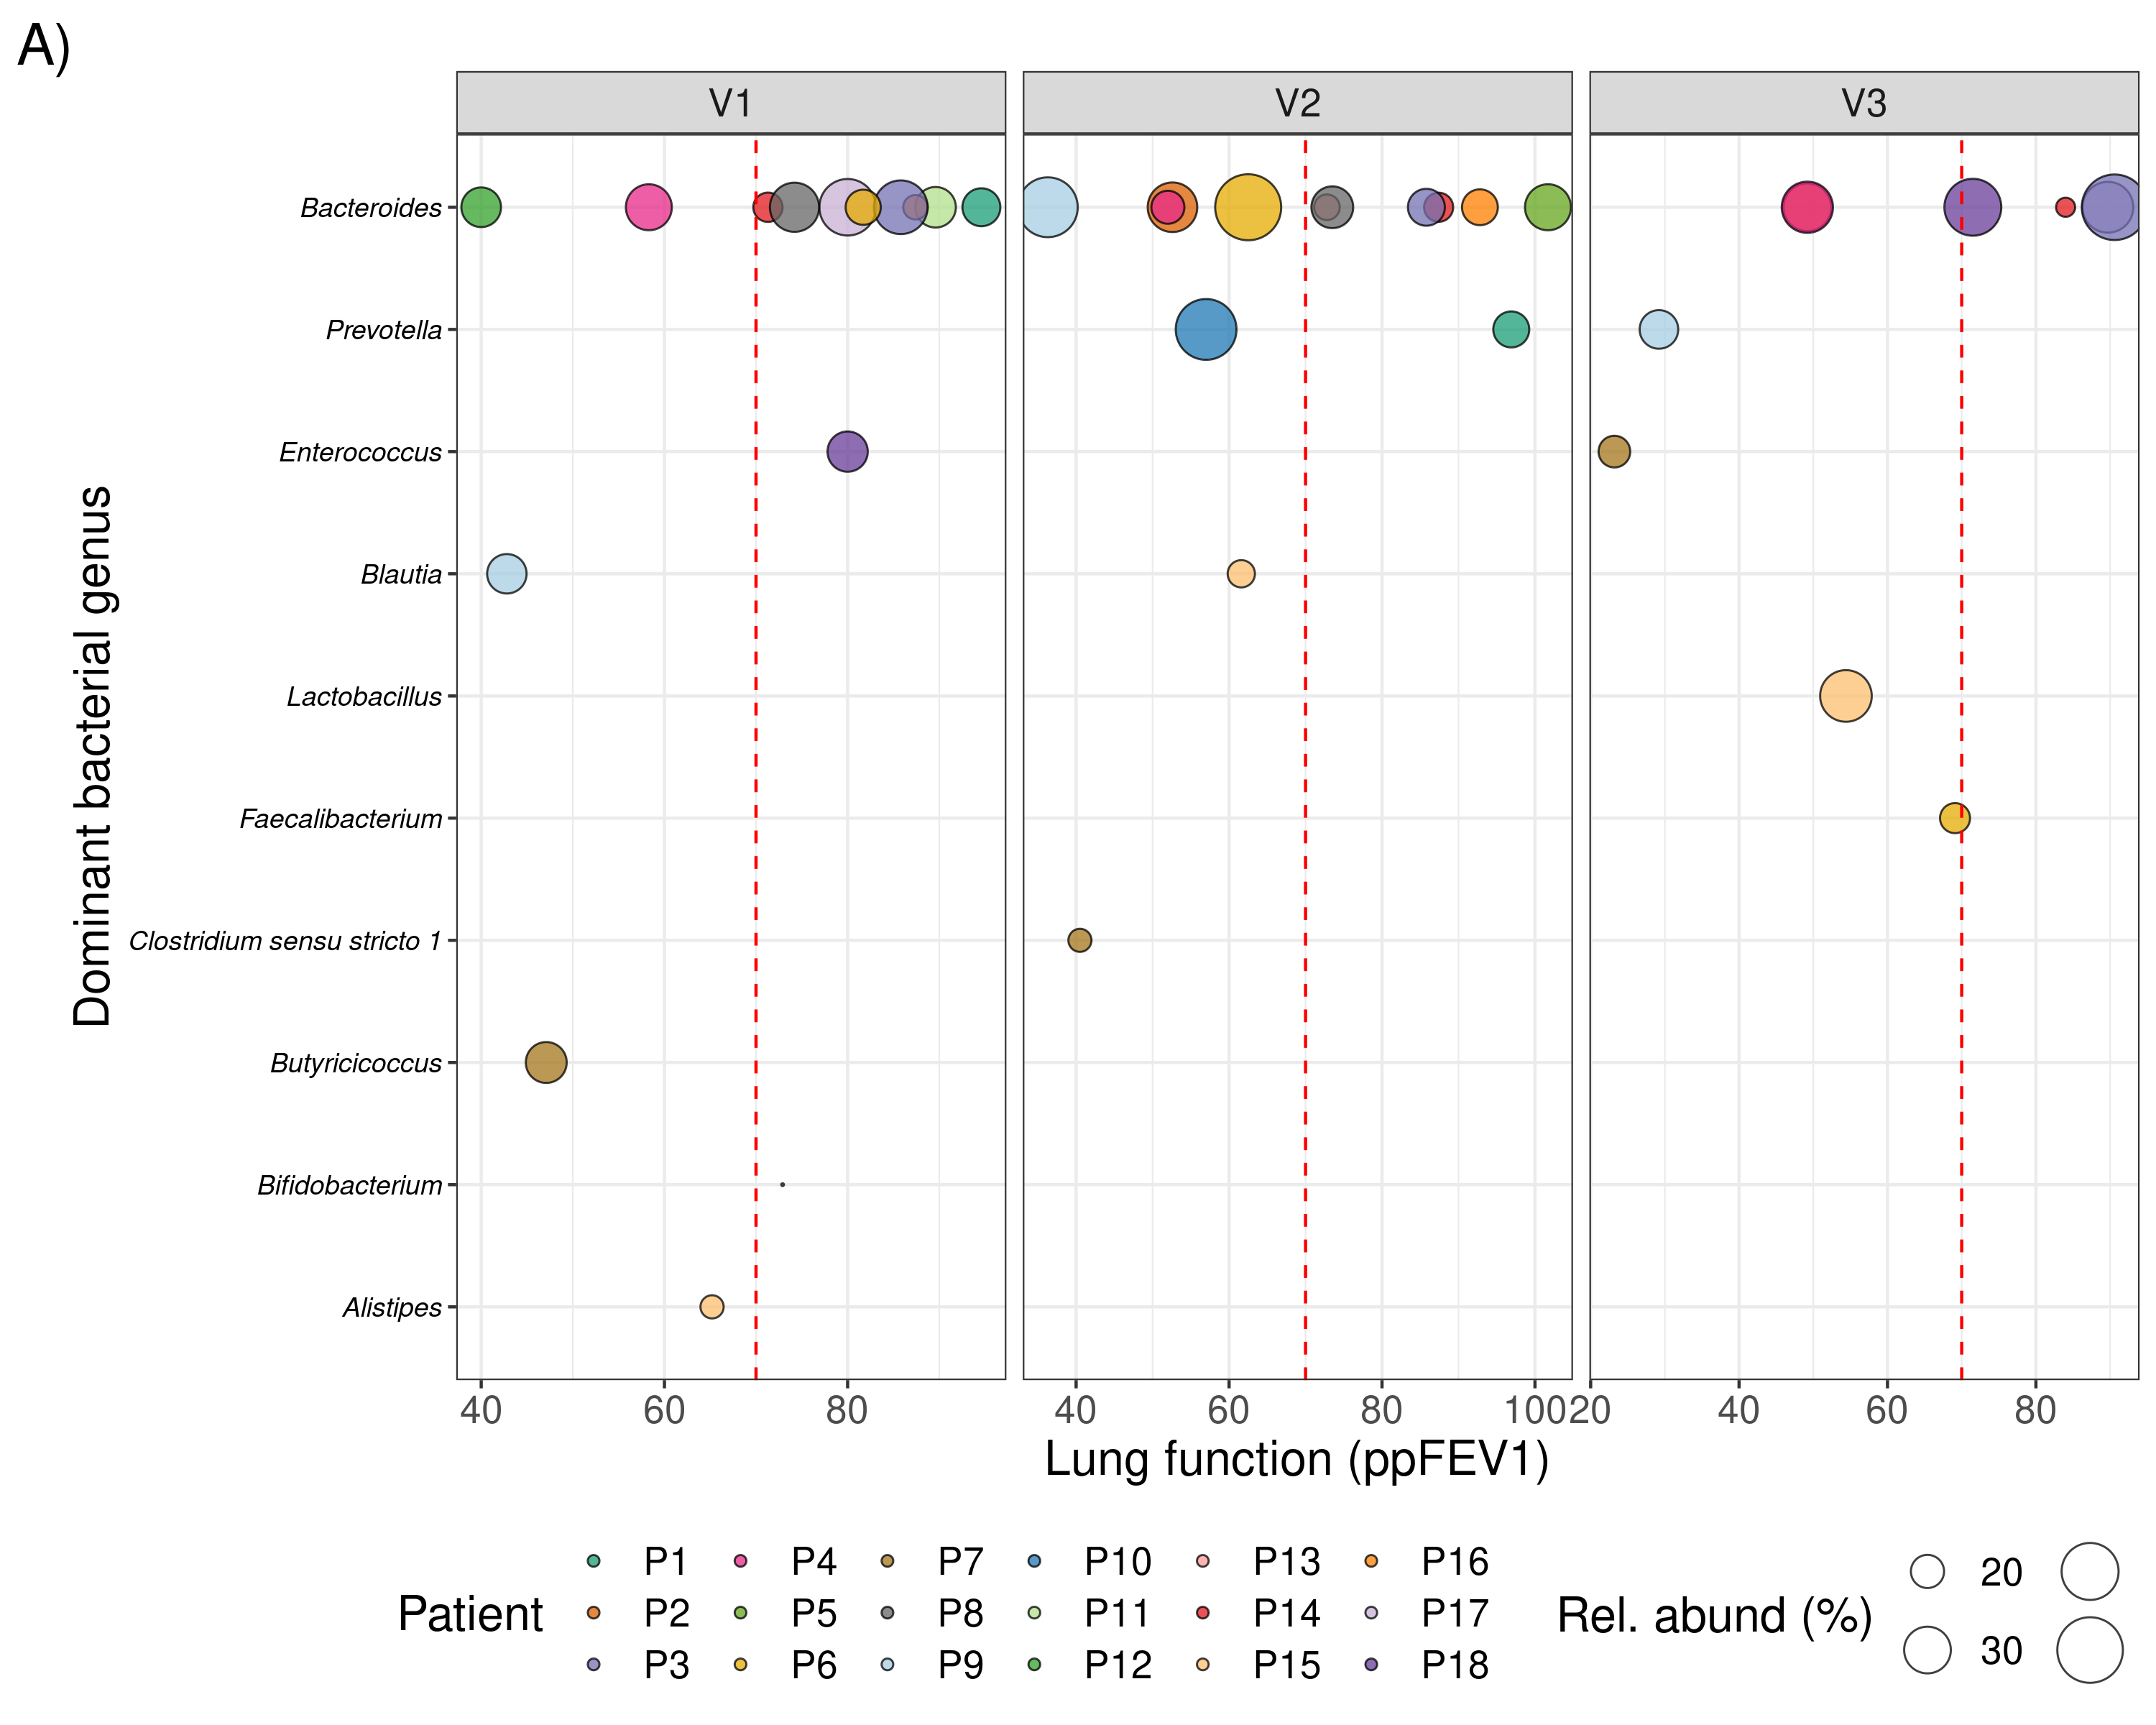 A)
V1 V2 V3
Bacteroides
Prevotella
Enterococcus
Blautia
Lactobacillus
Faecalibacterium
Clostridium sensu stricto 1
Butyricicoccus
Bifidobacterium
Alistipes
Dominant bacterial genus
40 60 80 40 60 80 100 20 40 60 80
Lung function (ppFEV1)
Patient
P1 P4 P7 P10 P13 P16
P2 P5 P8 P11 P14 P17
P3 P6 P9 P12 P15 P18
Rel. abund (%)
20
30